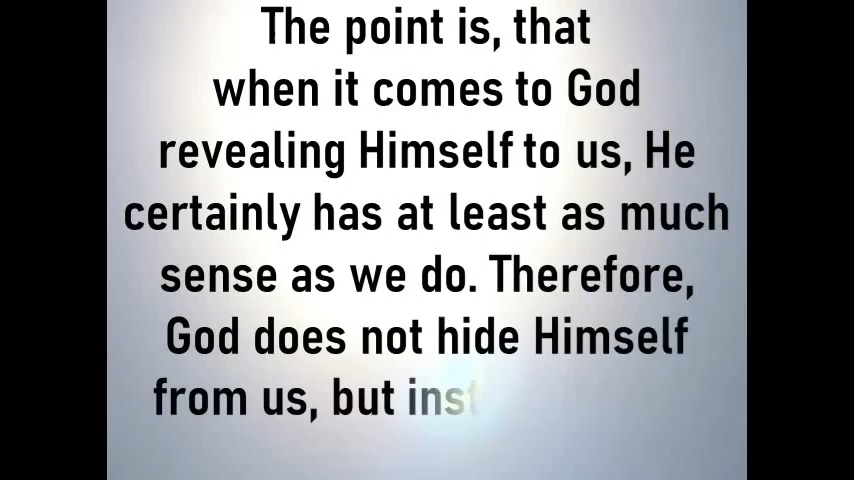 The point is, that
when it comes to God
revealing Himself to us, He
certainly has at least as much
sense as we do. Therefore,
God does not hide Himself
from us, but inst